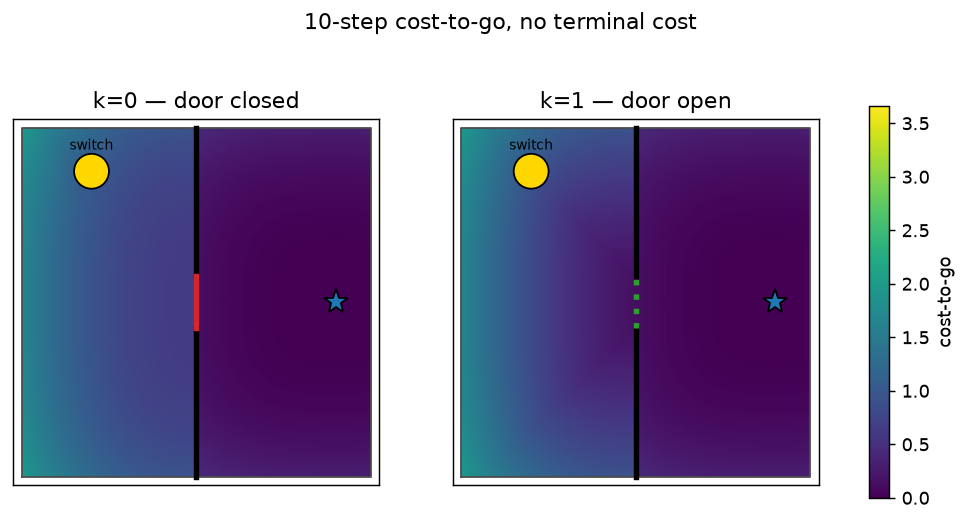 10-step cost-to-go, no terminal cost
k=0 — door closed
k=1 — door open
switch
switch
3.5
3.0
2.5
2.0
1.5
1.0
0.5
0.0
cost-to-go